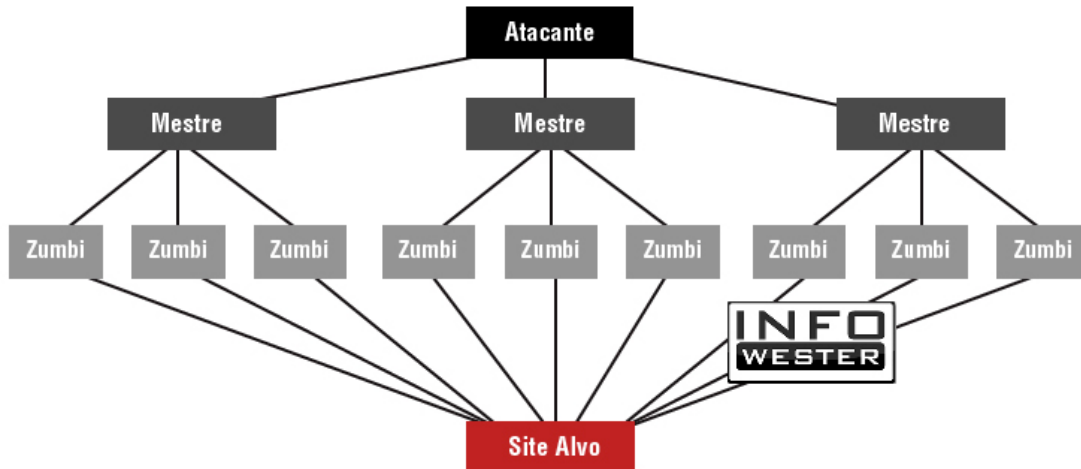 Atacante
Mestre Mestre Mestre
Zumbi Zumbi Zumbi Zumbi Zumbi Zumbi Zumbi Zumbi Zumbi
INFO
WESTER
Site Alvo